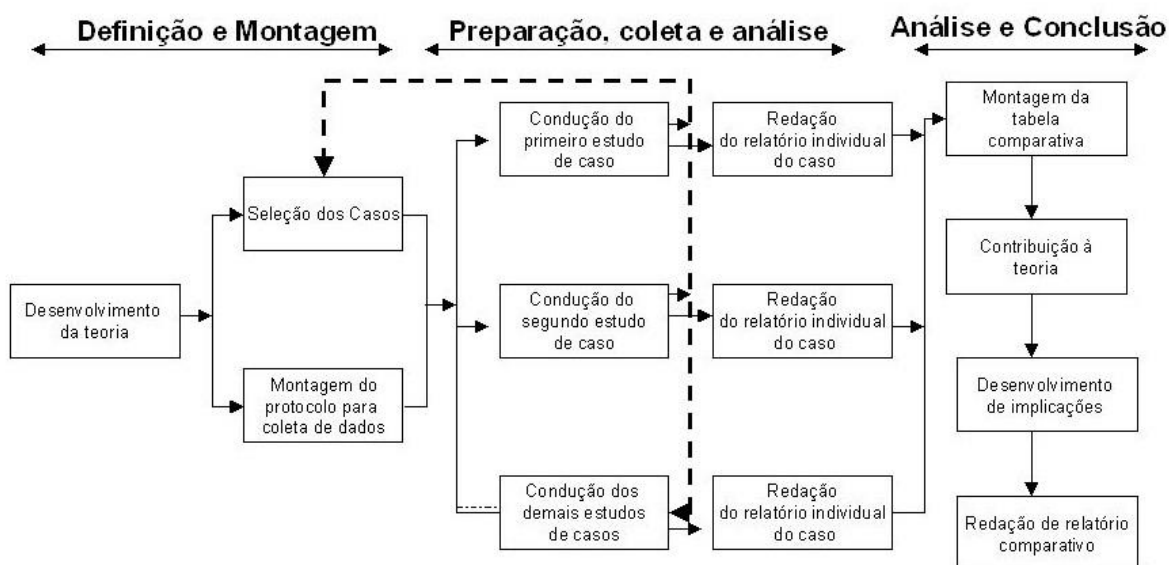 Definição e Montagem
Preparação, coleta e análise
Análise e Conclusão
Desenvolvimento
da teoria
Seleção dos Casos
Montagem do
protocolo para
coleta de dados
Condução do
primeiro estudo
de caso
Redação
do relatório individual
do caso
Condução do
segundo estudo
de caso
Redação
do relatório individual
do caso
Condução dos
demais estudos
de casos
Redação
do relatório individual
do caso
Montagem da
tabela
comparativa
Contribuição à
teoria
Desenvolvimento
de implicações
Redação de relatório
comparativo